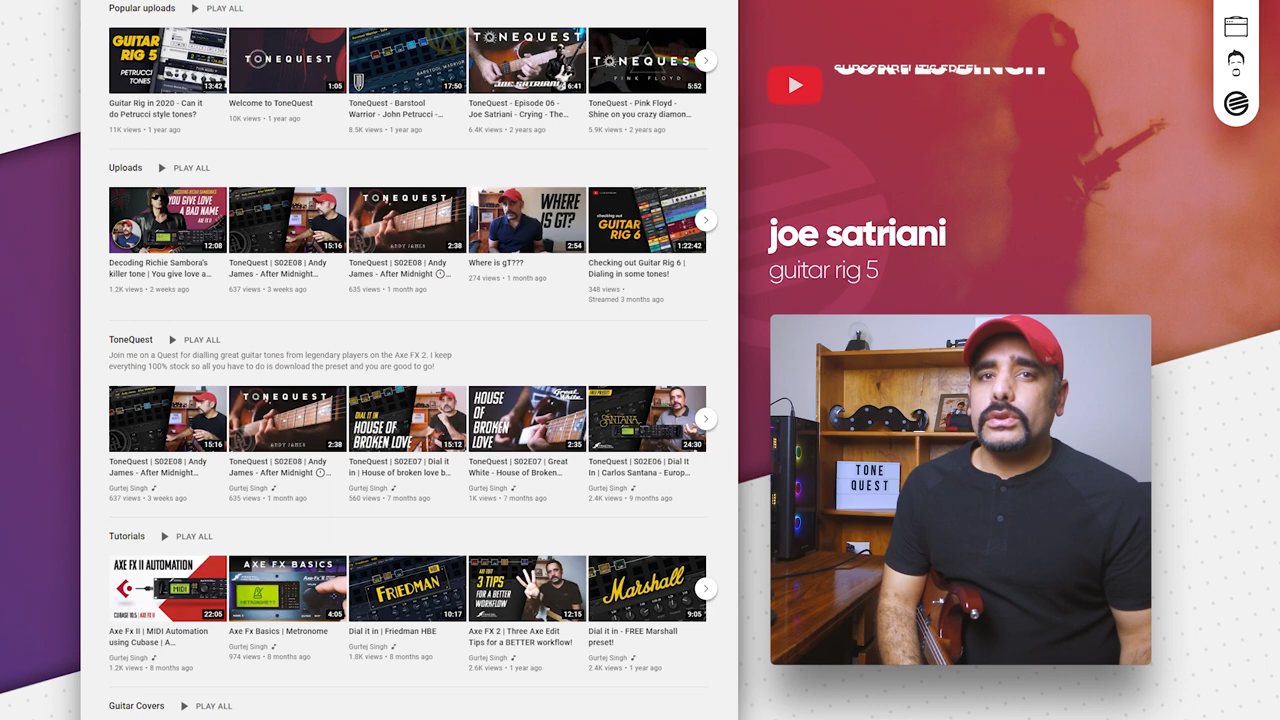 Popular uploads PLAY ALL
GUITAR RIG 5 PETRUCCI TONES 13:42
TONEQUEST 1:05
17:50
TONEQUEST JOE SATRIANI 6:41
TONEQUEST PINK FLOYD 5:52
Guitar Rig in 2020 - Can it do Petrucci style tones?
11K views • 1 year ago
Welcome to ToneQuest
10K views • 1 year ago
ToneQuest - Barstool Warrior - John Petrucci -...
8.5K views • 1 year ago
ToneQuest - Episode 06 - Joe Satriani - Crying - The...
6.4K views • 2 years ago
ToneQuest - Pink Floyd - Shine on you crazy diamon...
5.9K views • 2 years ago
Uploads PLAY ALL
YOU GIVE LOVE A BAD NAME 12:08
15:16
TONEQUEST ANDY JAMES 2:38
WHERE IS GT? 2:54
checking out GUITAR RIG 6 1:22:42
Decoding Richie Sambora's killer tone | You give love a...
1.2K views • 2 weeks ago
ToneQuest | S02E08 | Andy James - After Midnight...
637 views • 3 weeks ago
ToneQuest | S02E08 | Andy James - After Midnight ...
635 views • 1 month ago
Where is gT???
274 views • 1 month ago
Checking out Guitar Rig 6 | Dialing in some tones!
348 views •
Streamed 3 months ago
ToneQuest PLAY ALL
Join me on a Quest for dialling great guitar tones from legendary players on the Axe FX 2. I keep
everything 100% stock so all you have to do is download the preset and you are good to go!
15:16
TONEQUEST ANDY JAMES 2:38
DIAL IT IN HOUSE OF BROKEN LOVE 15:12
HOUSE OF BROKEN LOVE Great White 2:35
SANTANA 24:30
ToneQuest | S02E08 | Andy James - After Midnight...
Gurtej Singh
637 views • 3 weeks ago
ToneQuest | S02E08 | Andy James - After Midnight ...
Gurtej Singh
635 views • 1 month ago
ToneQuest | S02E07 | Dial it in | House of broken love b...
Gurtej Singh
560 views • 7 months ago
ToneQuest | S02E07 | Great White - House of Broken...
Gurtej Singh
1K views • 7 months ago
ToneQuest | S02E06 | Dial It In | Carlos Santana - Europ...
Gurtej Singh
2.4K views • 9 months ago
Tutorials PLAY ALL
AXE FX II AUTOMATION MIDI CUBASE 10.5 | AXE FX II 22:05
AXE FX BASICS 4:05
FRIEDMAN 10:17
3 TIPS FOR A BETTER WORKFLOW 12:15
Marshall 9:05
Axe Fx II | MIDI Automation using Cubase | A...
Gurtej Singh
1.2K views • 8 months ago
Axe Fx Basics | Metronome
Gurtej Singh
974 views • 8 months ago
Dial it in | Friedman HBE
Gurtej Singh
1.8K views • 8 months ago
Axe FX 2 | Three Axe Edit Tips for a BETTER workflow!
Gurtej Singh
2.6K views • 1 year ago
Dial it in - FREE Marshall preset!
Gurtej Singh
2.4K views • 1 year ago
Guitar Covers PLAY ALL
joe satriani
guitar rig 5
TONE
QUEST